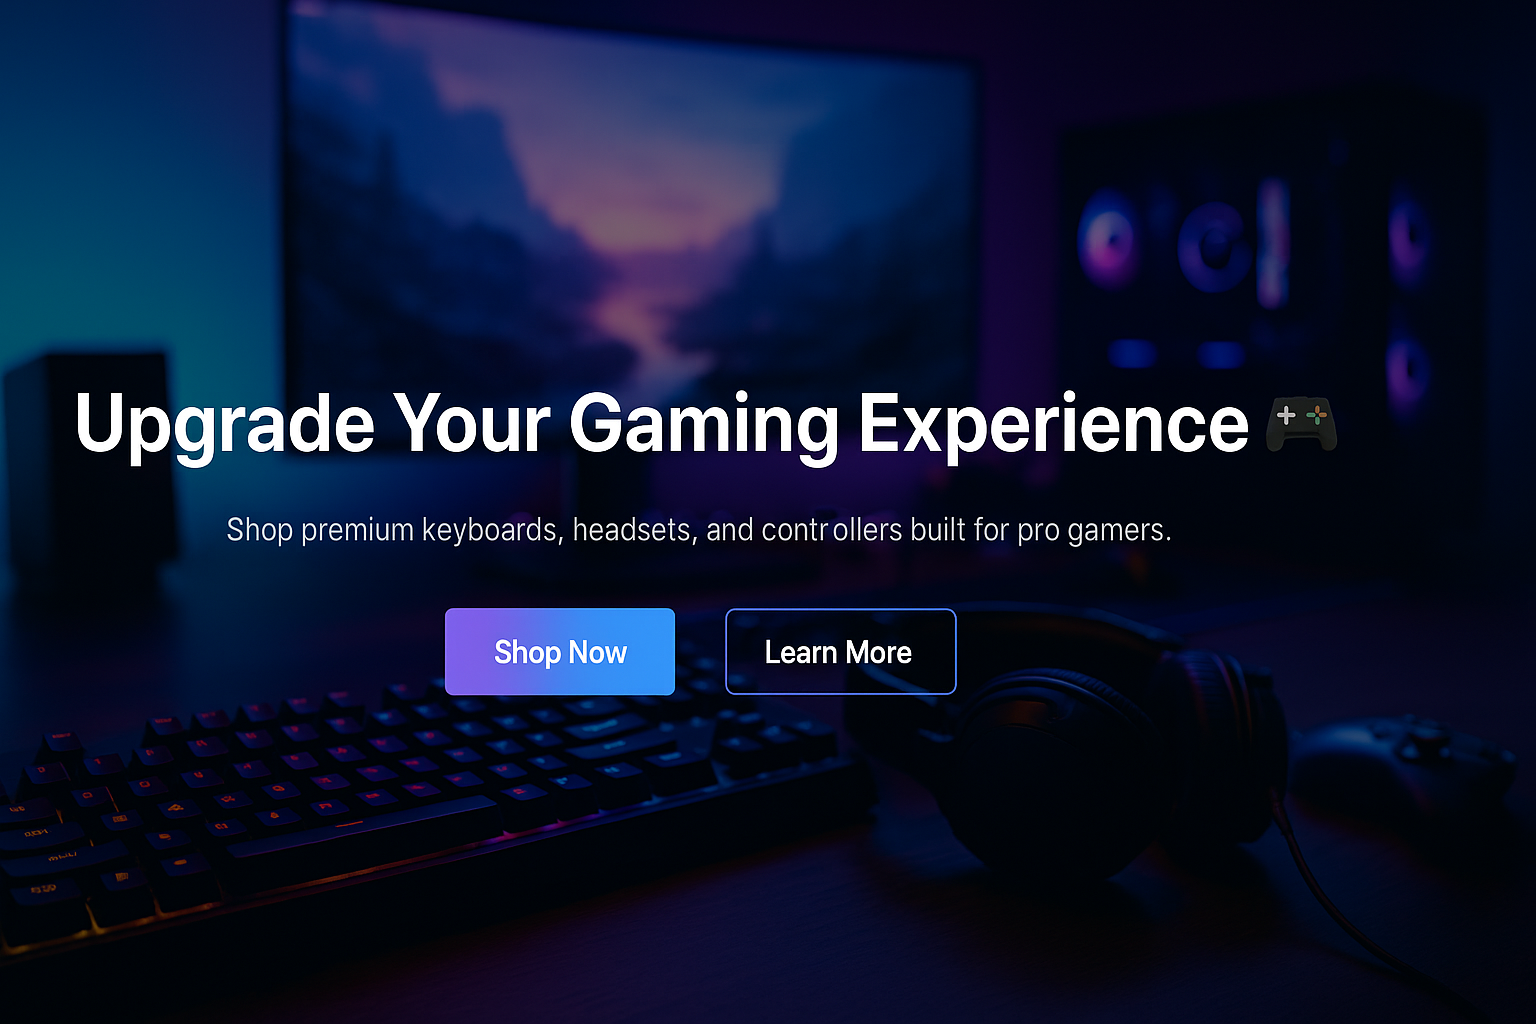 Upgrade Your Gaming Experience 🎮
Shop premium keyboards, headsets, and controllers built for pro gamers.
Shop Now
Learn More